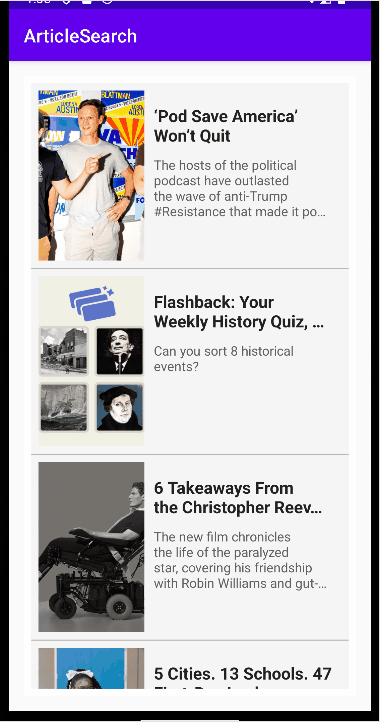 ArticleSearch
BLATTMAN
AUSTIN
‘Pod Save America’
Won’t Quit
The hosts of the political
podcast have outlasted
the wave of anti-Trump
#Resistance that made it po...
Flashback: Your
Weekly History Quiz, ...
Can you sort 8 historical
events?
6 Takeaways From
the Christopher Reev...
The new film chronicles
the life of the paralyzed
star, covering his friendship
with Robin Williams and gut-...
5 Cities. 13 Schools. 47